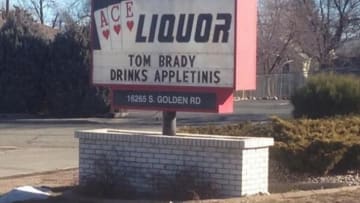 ACE
LIQUOR
TOM BRADY
DRINKS APPLETINIS
16265 S. GOLDEN RD